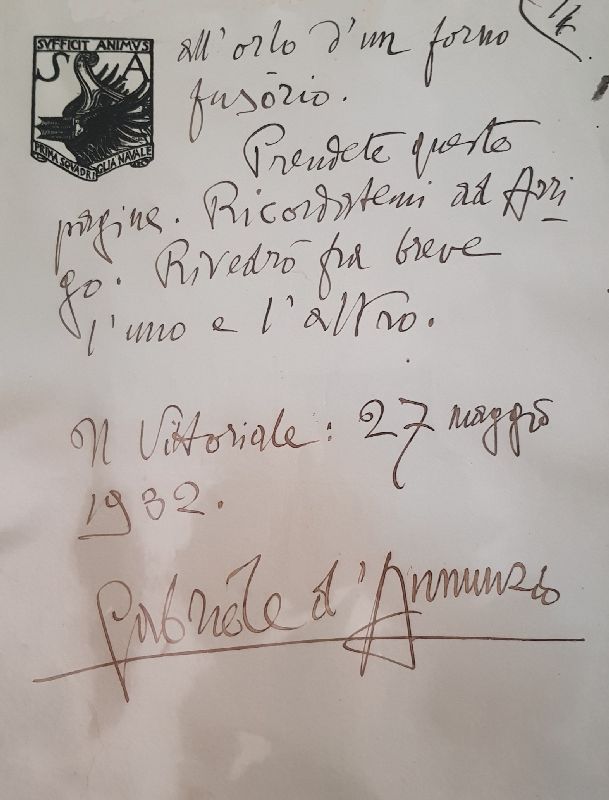 SVFFICIT ANIMVS
S A
PRIMA SQVADRIGLIA NAVALE
all'orlo d'un forno
fusòrio.
Prendete queste
pagine. Ricordatemi ad Arri
go. Rivedrò fra breve
l'uno e l'altro.
Il Vittoriale: 27 maggio
1932.
Gabriele d'Annunzio